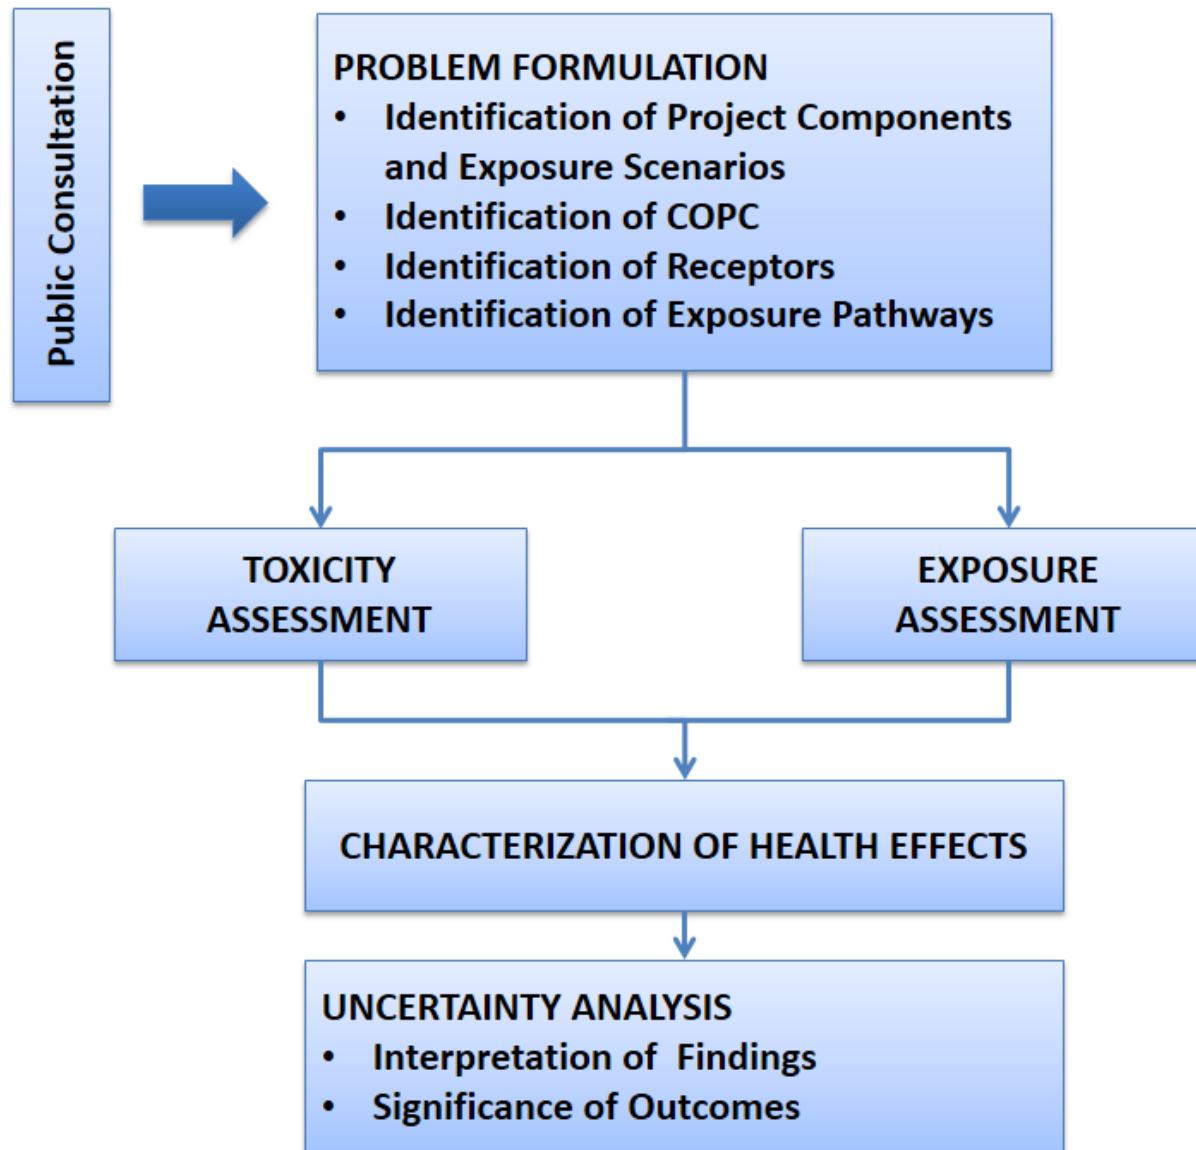 Public Consultation
PROBLEM FORMULATION
• Identification of Project Components
and Exposure Scenarios
• Identification of COPC
• Identification of Receptors
• Identification of Exposure Pathways
TOXICITY
ASSESSMENT
EXPOSURE
ASSESSMENT
CHARACTERIZATION OF HEALTH EFFECTS
UNCERTAINTY ANALYSIS
• Interpretation of  Findings
• Significance of Outcomes